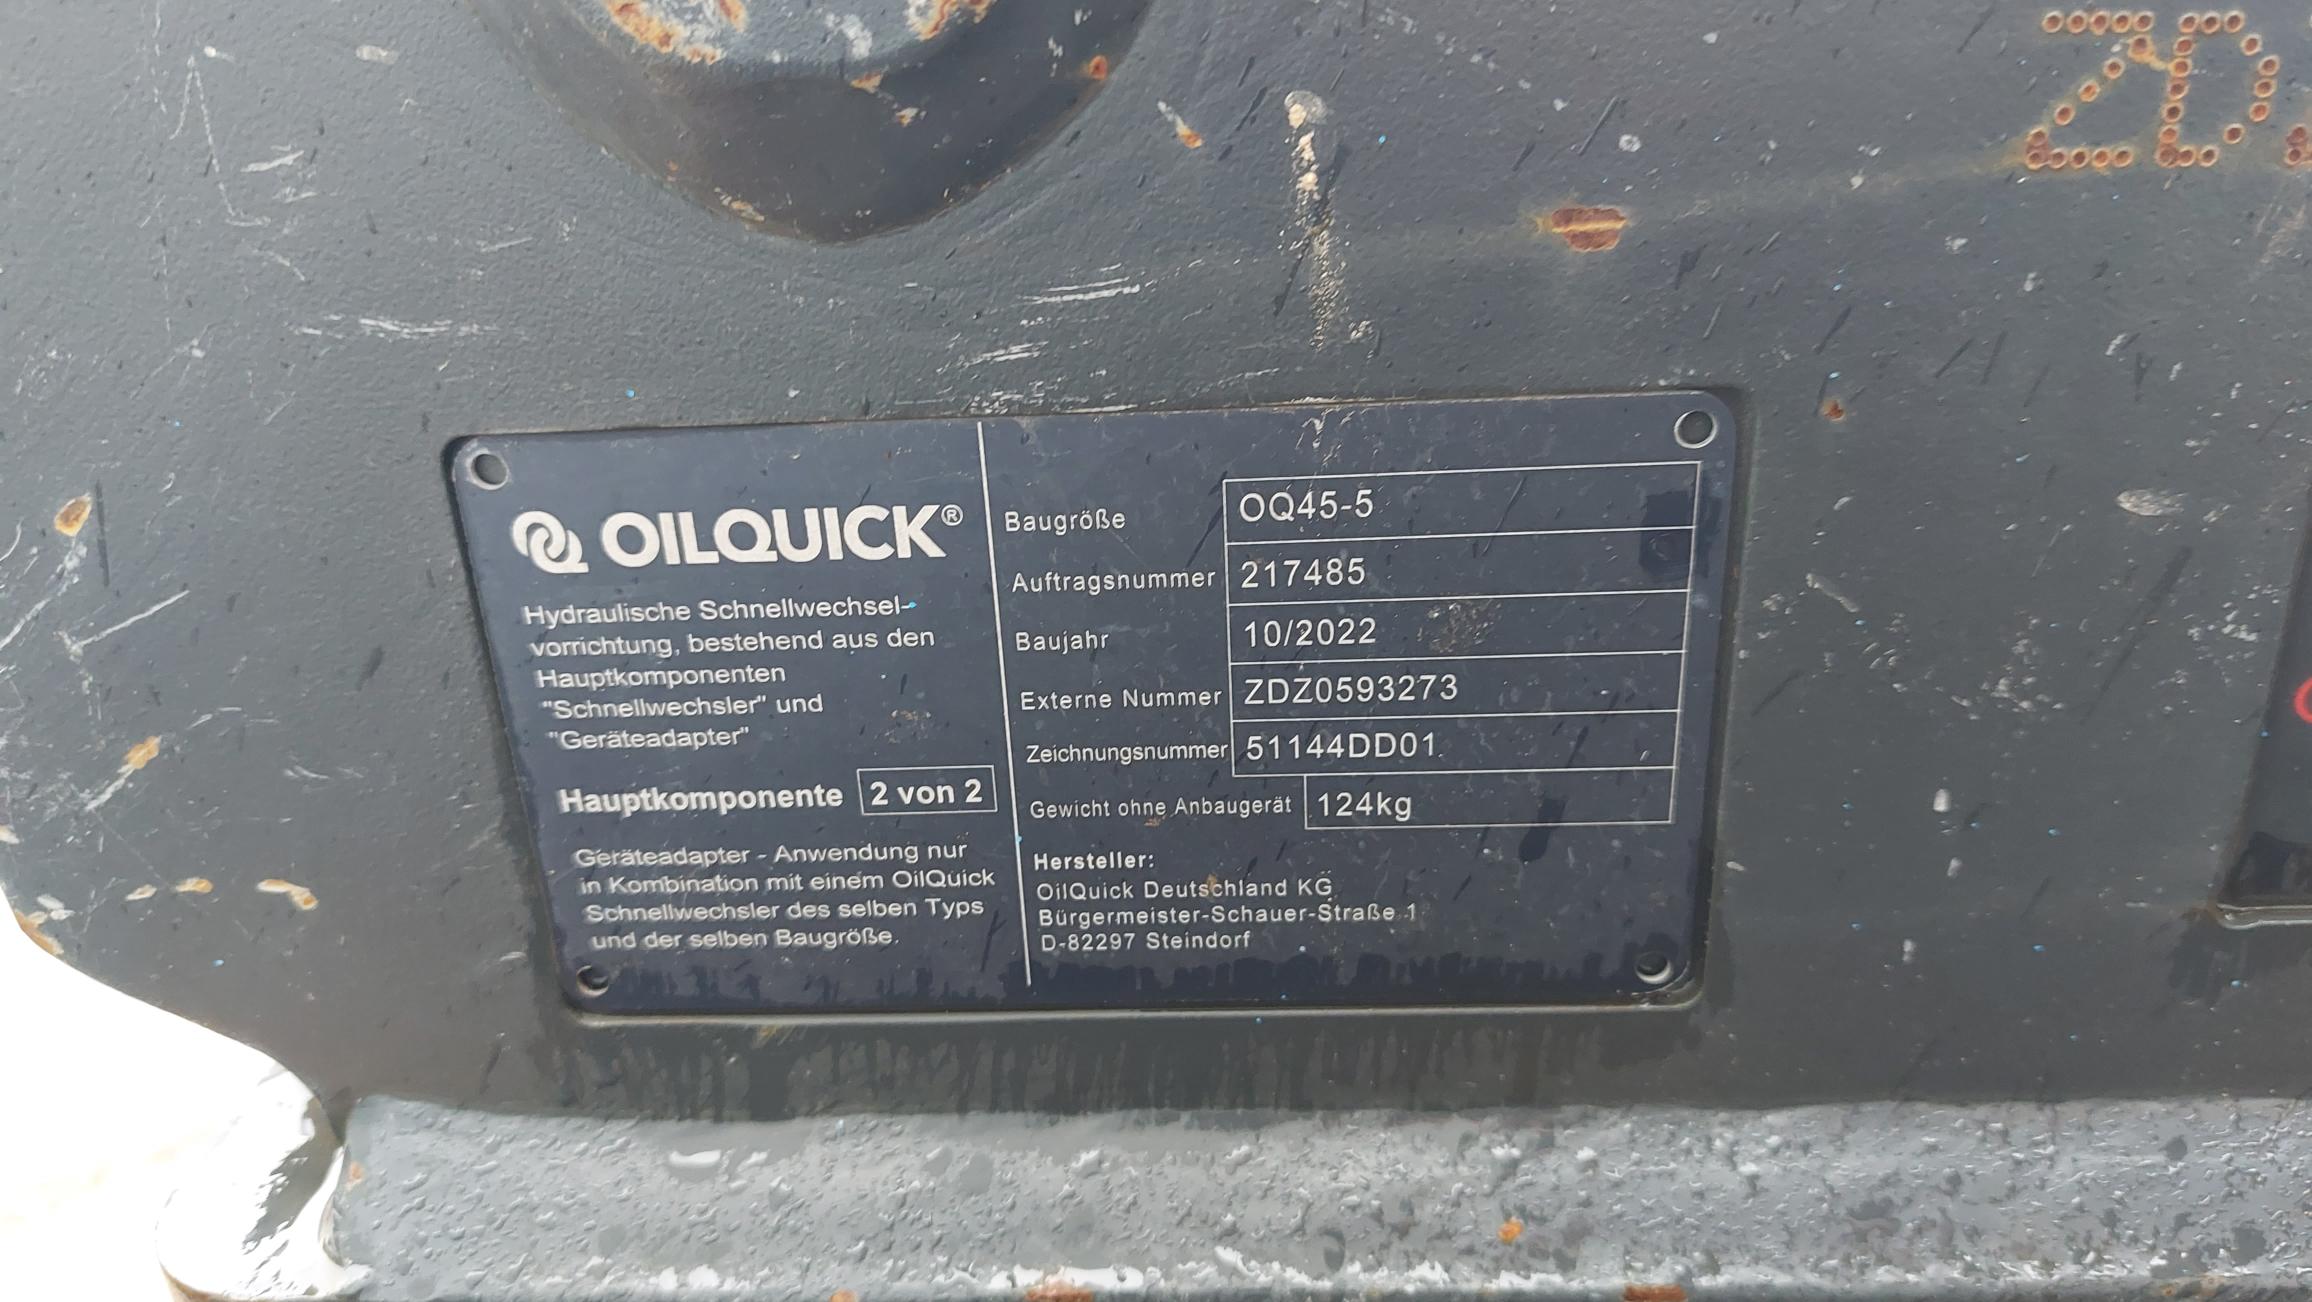 ZD
OILQUICK®
Hydraulische Schnellwechsel-
vorrichtung, bestehend aus den
Hauptkomponenten
"Schnellwechsler" und
"Geräteadapter"
Hauptkomponente 2 von 2
Geräteadapter - Anwendung nur
in Kombination mit einem OilQuick
Schnellwechsler des selben Typs
und der selben Baugröße.
Baugröße OQ45-5
Auftragsnummer 217485
Baujahr 10/2022
Externe Nummer ZDZ0593273
Zeichnungsnummer 51144DD01
Gewicht ohne Anbaugerät 124kg
Hersteller:
OilQuick Deutschland KG
Bürgermeister-Schauer-Straße 1
D-82297 Steindorf